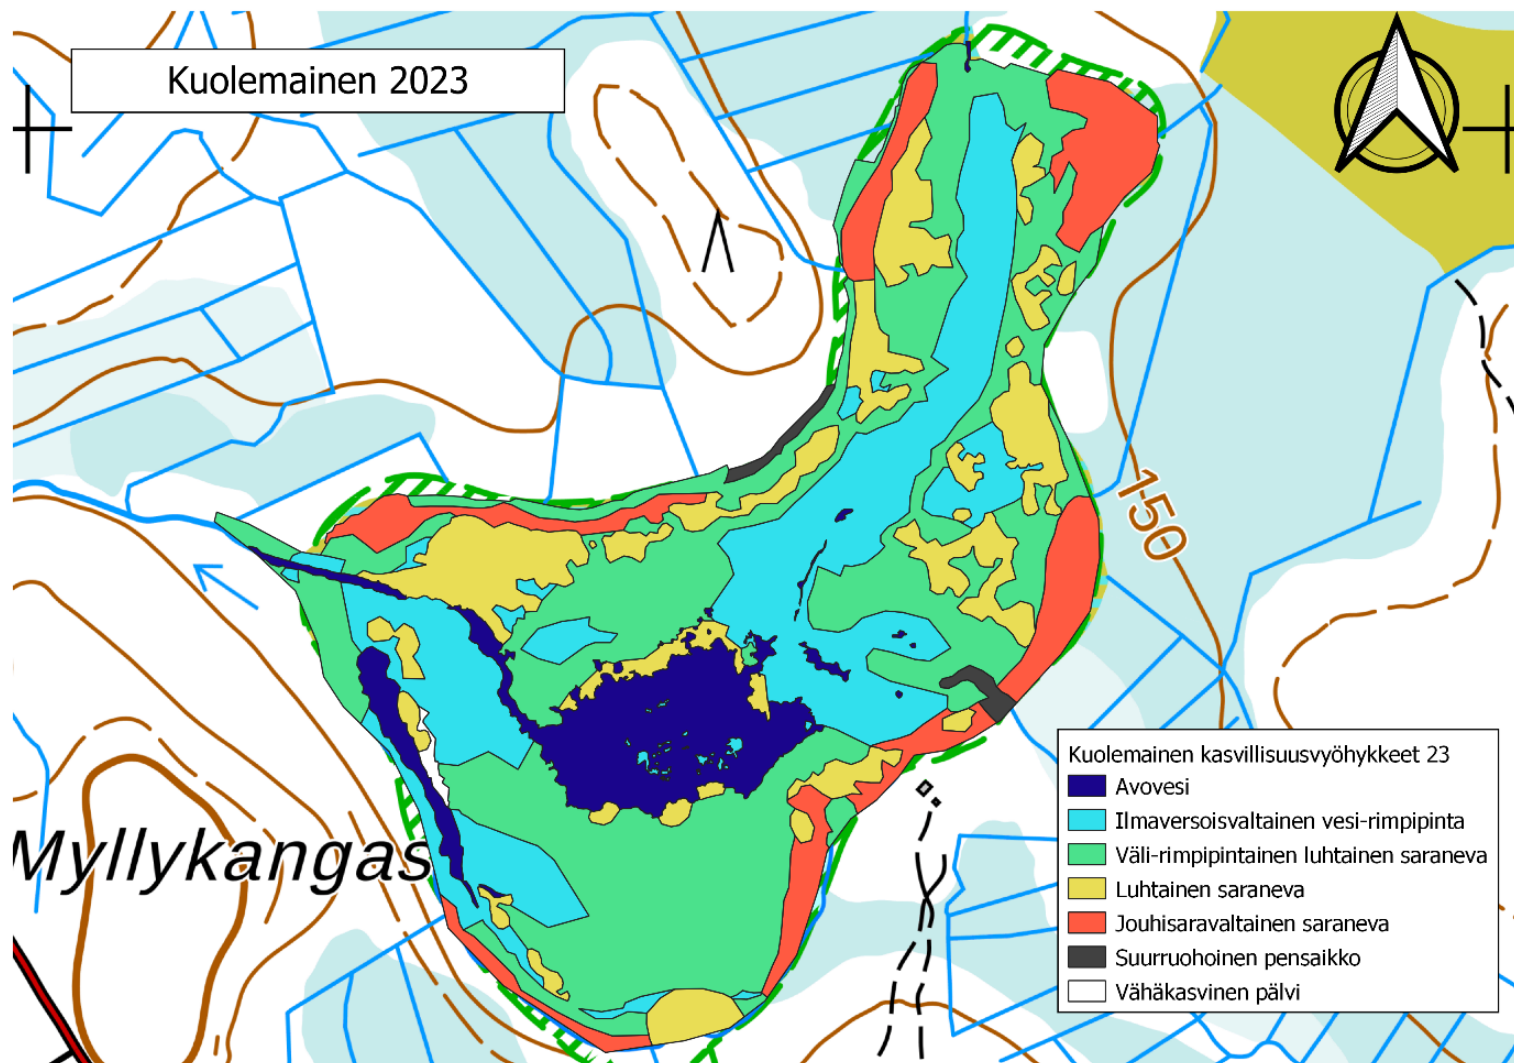 Kuolemainen 2023
150
Myllykangas
Kuolemainen kasvillisuusvyöhykkeet 23
Avovesi
Ilmaversoisvaltainen vesi-rimpipinta
Väli-rimpipintainen luhtainen saraneva
Luhtainen saraneva
Jouhisaravaltainen saraneva
Suurruohoinen pensaikko
Vähäkasvinen pälvi